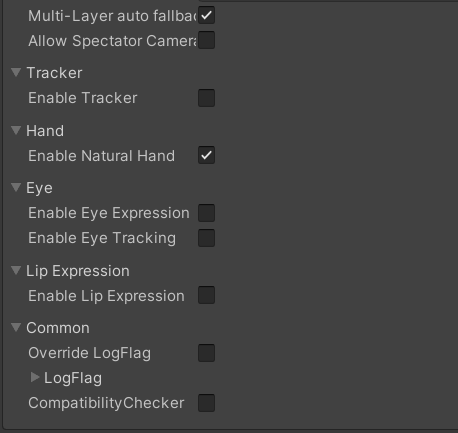 Multi-Layer auto fallbac
Allow Spectator Camera
Tracker
Enable Tracker
Hand
Enable Natural Hand
Eye
Enable Eye Expression
Enable Eye Tracking
Lip Expression
Enable Lip Expression
Common
Override LogFlag
LogFlag
CompatibilityChecker